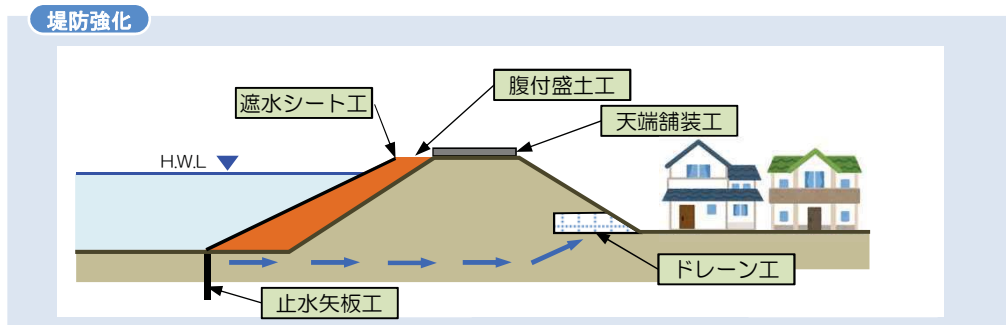 堤防強化
腹付盛土工
遮水シート工
天端舗装工
H.W.L
ドレーン工
止水矢板工